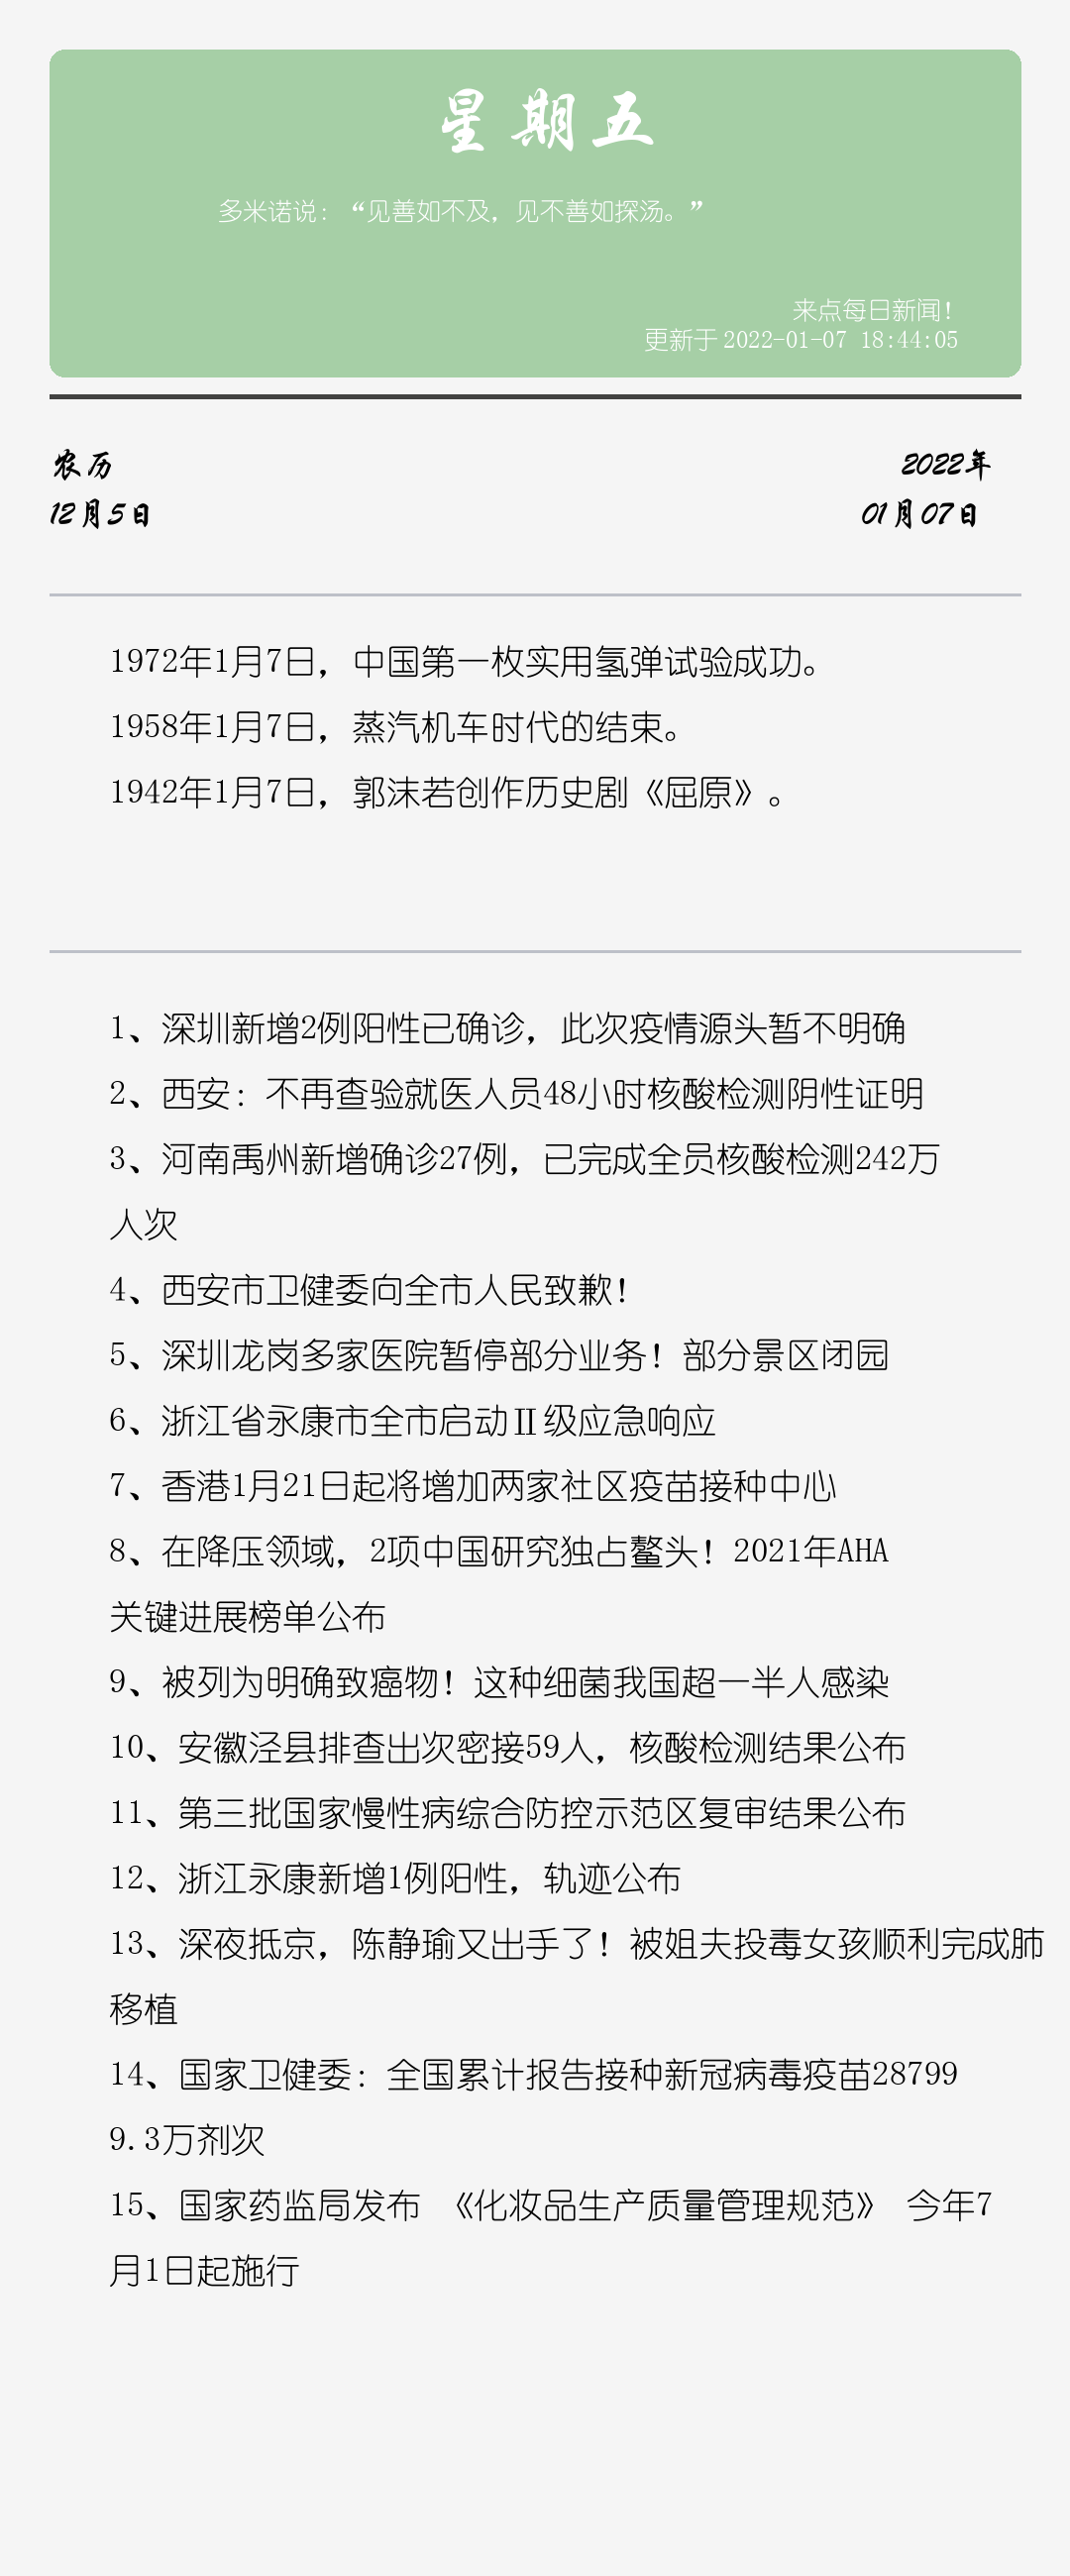 星期五
多米诺说：“见善如不及，见不善如探汤。”
来点每日新闻！
更新于 2022-01-07 18:44:05
农历
2022年
12月5日
01月07日
1972年1月7日，中国第一枚实用氢弹试验成功。
1958年1月7日，蒸汽机车时代的结束。
1942年1月7日，郭沫若创作历史剧《屈原》。
1、深圳新增2例阳性已确诊，此次疫情源头暂不明确
2、西安：不再查验就医人员48小时核酸检测阴性证明
3、河南禹州新增确诊27例，已完成全员核酸检测242万
人次
4、西安市卫健委向全市人民致歉！
5、深圳龙岗多家医院暂停部分业务！部分景区闭园
6、浙江省永康市全市启动Ⅱ级应急响应
7、香港1月21日起将增加两家社区疫苗接种中心
8、在降压领域，2项中国研究独占鳌头！2021年AHA
关键进展榜单公布
9、被列为明确致癌物！这种细菌我国超一半人感染
10、安徽泾县排查出次密接59人，核酸检测结果公布
11、第三批国家慢性病综合防控示范区复审结果公布
12、浙江永康新增1例阳性，轨迹公布
13、深夜抵京，陈静瑜又出手了！被姐夫投毒女孩顺利完成肺
移植
14、国家卫健委：全国累计报告接种新冠病毒疫苗28799
9.3万剂次
15、国家药监局发布 《化妆品生产质量管理规范》 今年7
月1日起施行